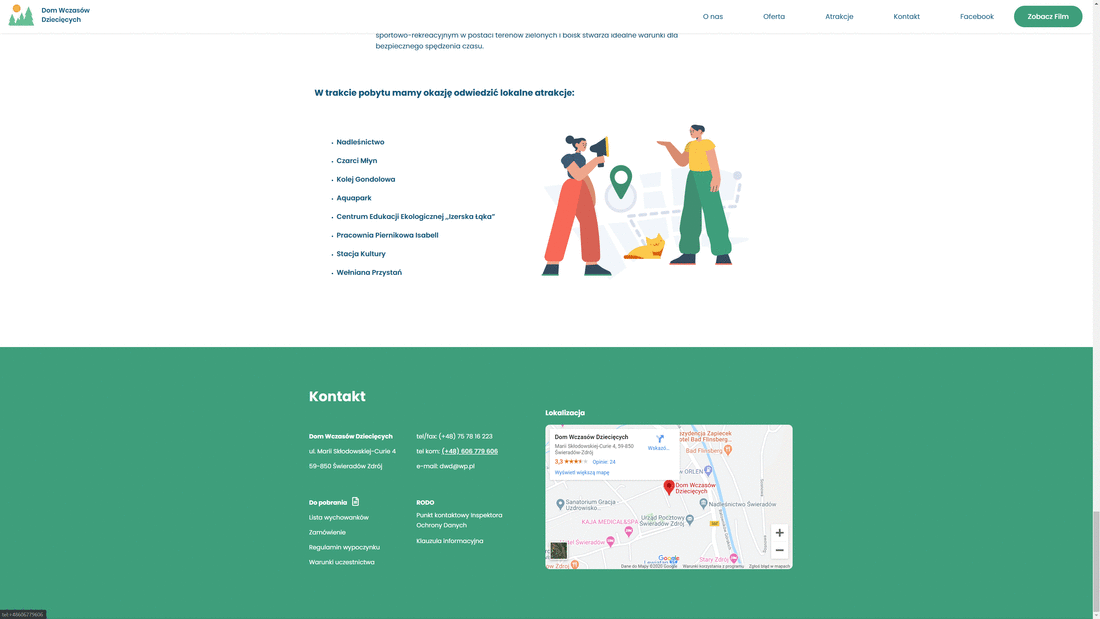 Dom Wczasów
Dziecięcych
O nas
Oferta
Atrakcje
Kontakt
Facebook
Zobacz Film
sportowo-rekreacyjnym w postaci terenów zielonych i boisk stwarza idealne warunki dla
bezpiecznego spędzenia czasu.
W trakcie pobytu mamy okazję odwiedzić lokalne atrakcje:
Nadleśnictwo
Czarci Młyn
Kolej Gondolowa
Aquapark
Centrum Edukacji Ekologicznej „Izerska Łąka"
Pracownia Piernikowa Isabell
Stacja Kultury
Wełniana Przystań
Kontakt
Dom Wczasów Dziecięcych
ul. Marii Skłodowskiej-Curie 4
59-850 Świeradów Zdrój
tel/fax: (+48) 75 78 16 223
tel kom: (+48) 606 779 606
e-mail: dwd@wp.pl
Do pobrenia
Lista wychowanków
Zamówienie
Regulamin wypoczynku
Warunki uczestnictwa
RODO
Punkt kontaktowy Inspektora
Ochrony Danych
Klauzula informacyjna
Lokalizacja
Dom Wczasów Dziecięcych
Marii Skłodowskiej-Curie 4, 59-850
Świeradów-Zdrój
3,3
Opinie: 24
Wyświetl większą mapę
Wskazó...
Rezydencja Zapiecek
Hotel Bad Flinsberg...
Bad Flinsberg
ORLEN
Dom Wczasów
Dziecięcych
Sanatorium Gracja -
Uzdrowisko...
Nadleśnictwo Świeradów
Urząd Pocztowy
Świeradów Zdrój
KAJA MEDICAL&SPA
Hotel Świeradów
Stary Zdrój
Google
Dane do Mapy ©2020 Google
Warunki korzystania z programu
Zgłoś błąd w mapach
tel:+48606779606